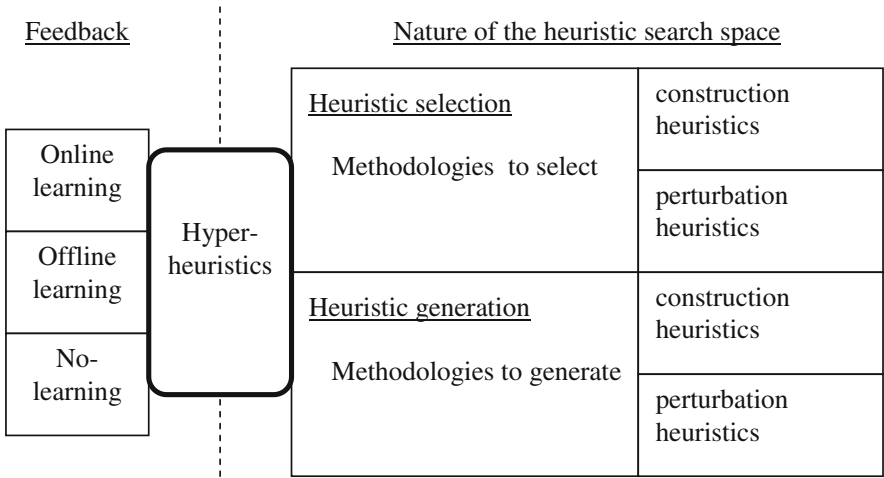 Feedback
Nature of the heuristic search space
Online
learning
Offline
learning
No-
learning
Hyper-
heuristics
Heuristic selection
Methodologies to select
construction
heuristics
perturbation
heuristics
Heuristic generation
Methodologies to generate
construction
heuristics
perturbation
heuristics